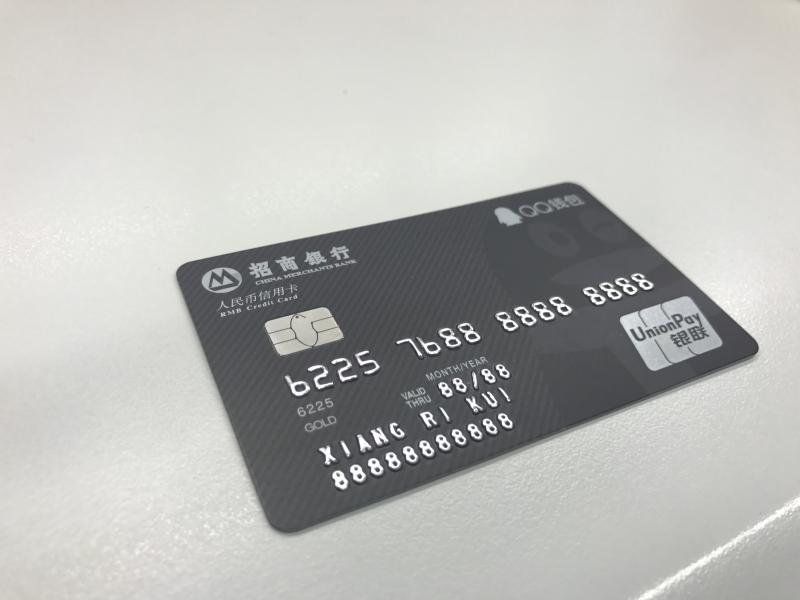 招商银行
CHINA MERCHANTS BANK
人民币信用卡
RMB Credit Card
QQ钱包
6225 7688 8888 8888
6225
GOLD
MONTH/YEAR
VALID THRU 88/88
XIANG RI KUI
88888888888
UnionPay
银联